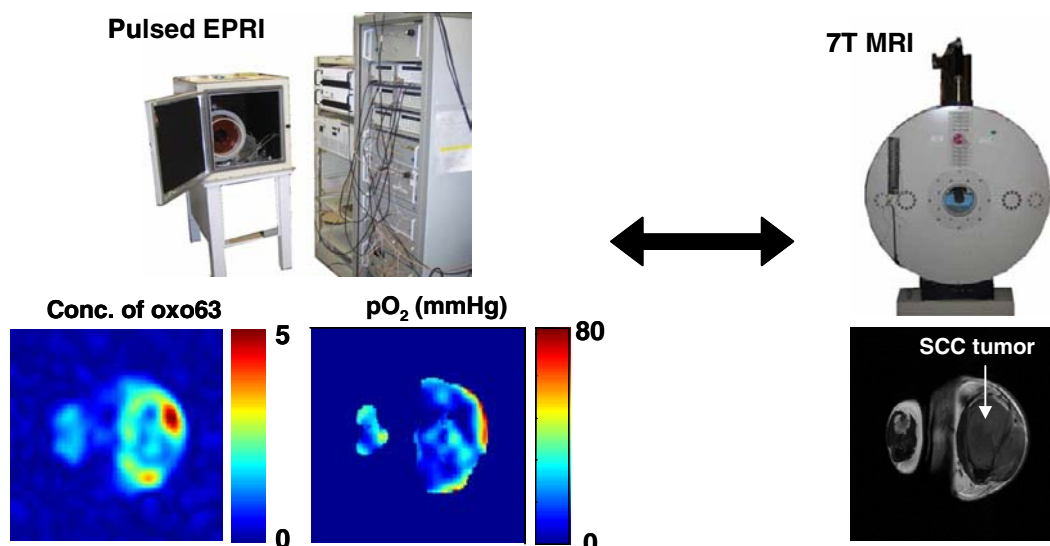 Pulsed EPRI
7T MRI
Conc. of oxo63
5
0
pO₂ (mmHg)
80
0
SCC tumor